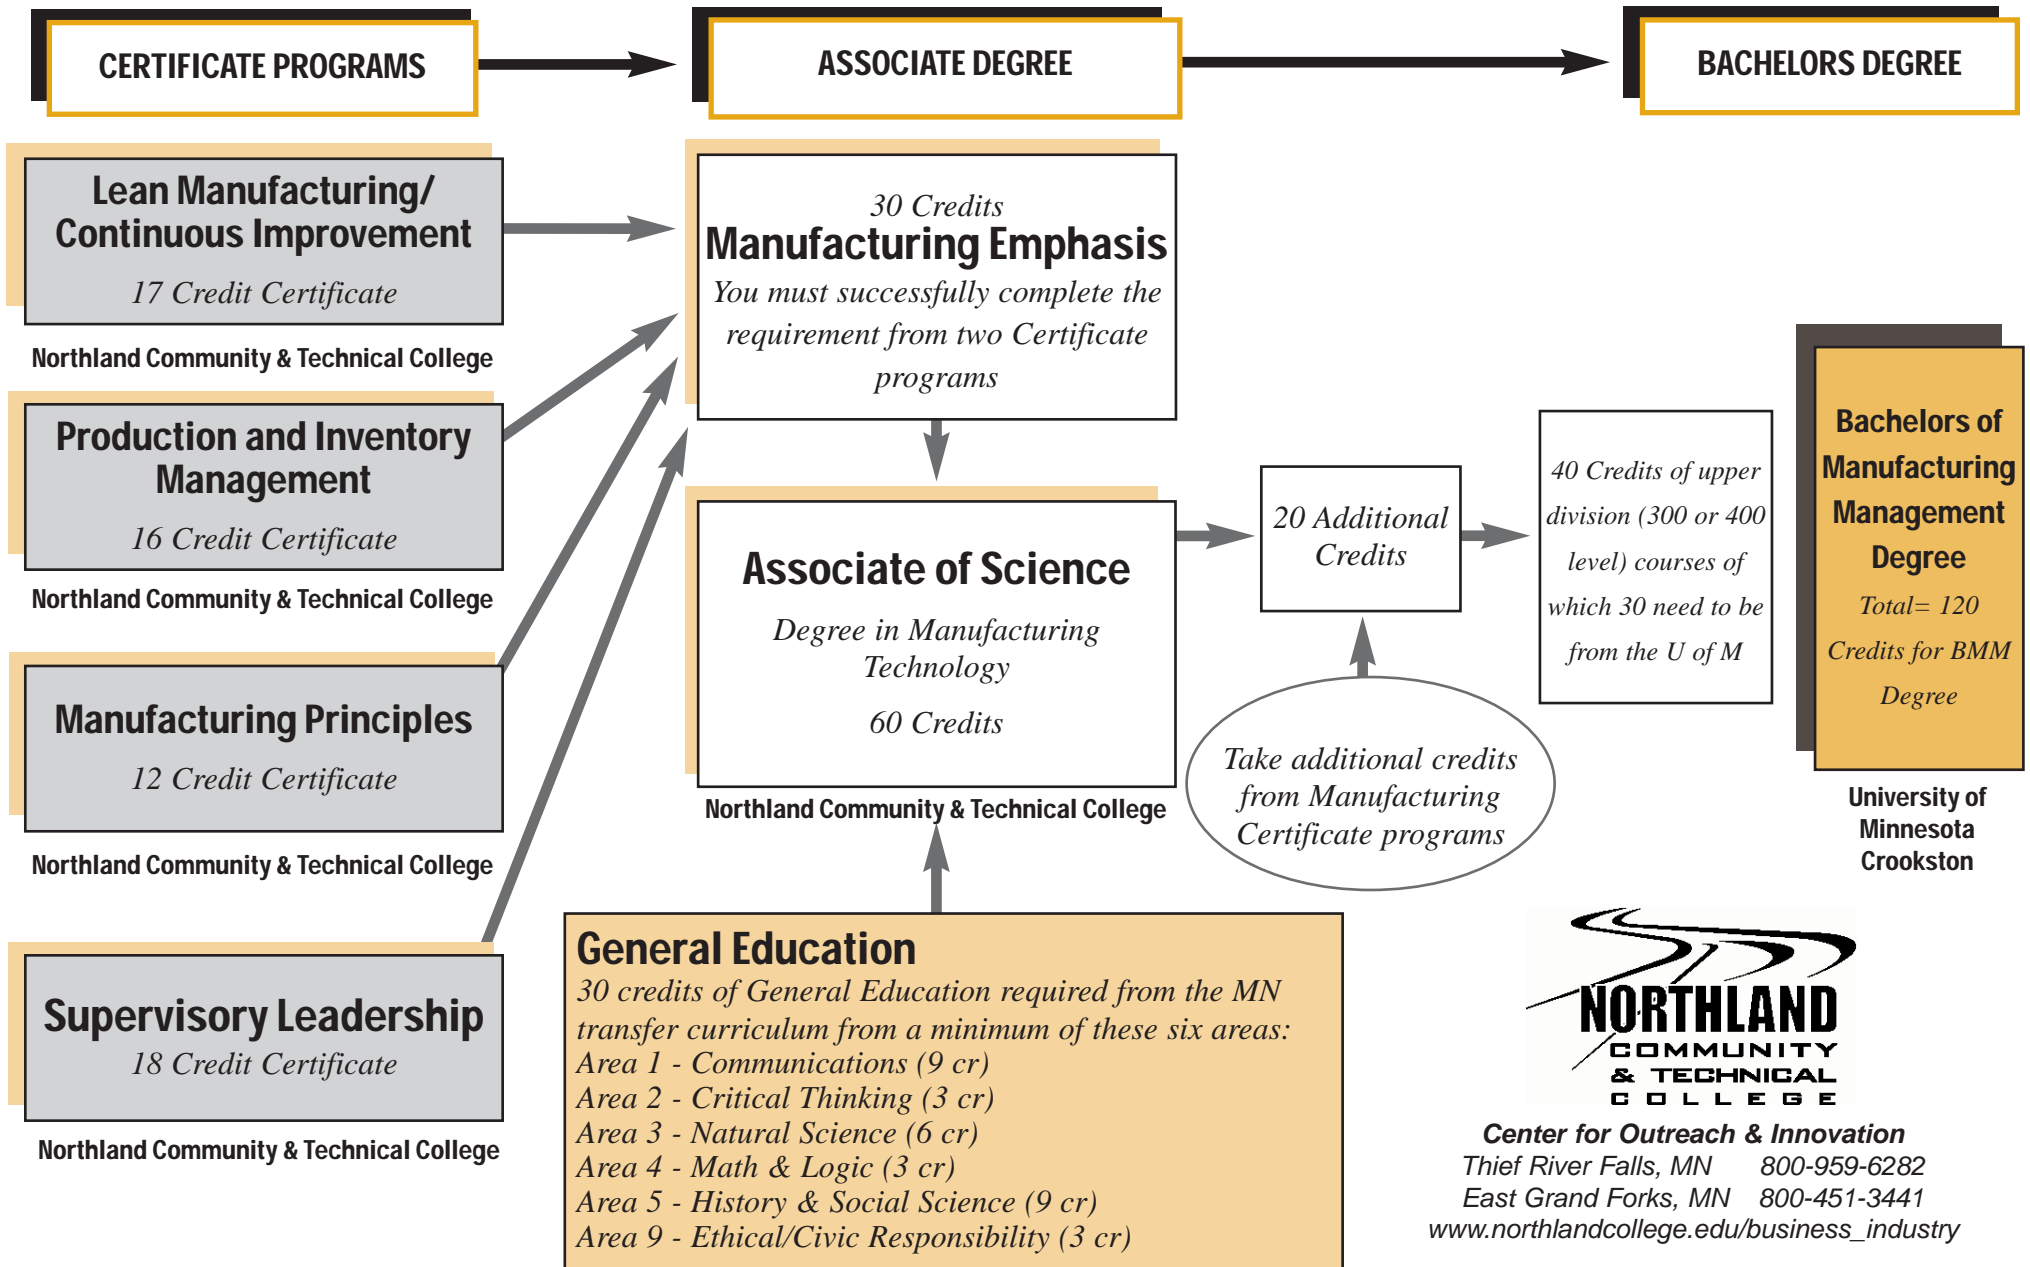 CERTIFICATE PROGRAMS
ASSOCIATE DEGREE
BACHELORS DEGREE
Lean Manufacturing/
Continuous Improvement
17 Credit Certificate
Northland Community & Technical College
Production and Inventory
Management
16 Credit Certificate
Northland Community & Technical College
Manufacturing Principles
12 Credit Certificate
Northland Community & Technical College
Supervisory Leadership
18 Credit Certificate
Northland Community & Technical College
30 Credits
Manufacturing Emphasis
You must successfully complete the
requirement from two Certificate
programs
Associate of Science
Degree in Manufacturing
Technology
60 Credits
Northland Community & Technical College
General Education
30 credits of General Education required from the MN
transfer curriculum from a minimum of these six areas:
Area 1 - Communications (9 cr)
Area 2 - Critical Thinking (3 cr)
Area 3 - Natural Science (6 cr)
Area 4 - Math & Logic (3 cr)
Area 5 - History & Social Science (9 cr)
Area 9 - Ethical/Civic Responsibility (3 cr)
20 Additional
Credits
Take additional credits
from Manufacturing
Certificate programs
40 Credits of upper
division (300 or 400
level) courses of
which 30 need to be
from the U of M
Bachelors of
Manufacturing
Management
Degree
Total= 120
Credits for BMM
Degree
University of
Minnesota
Crookston
NORTHLAND
COMMUNITY
& TECHNICAL
COLLEGE
Center for Outreach & Innovation
Thief River Falls, MN 800-959-6282
East Grand Forks, MN 800-451-3441
www.northlandcollege.edu/business_industry